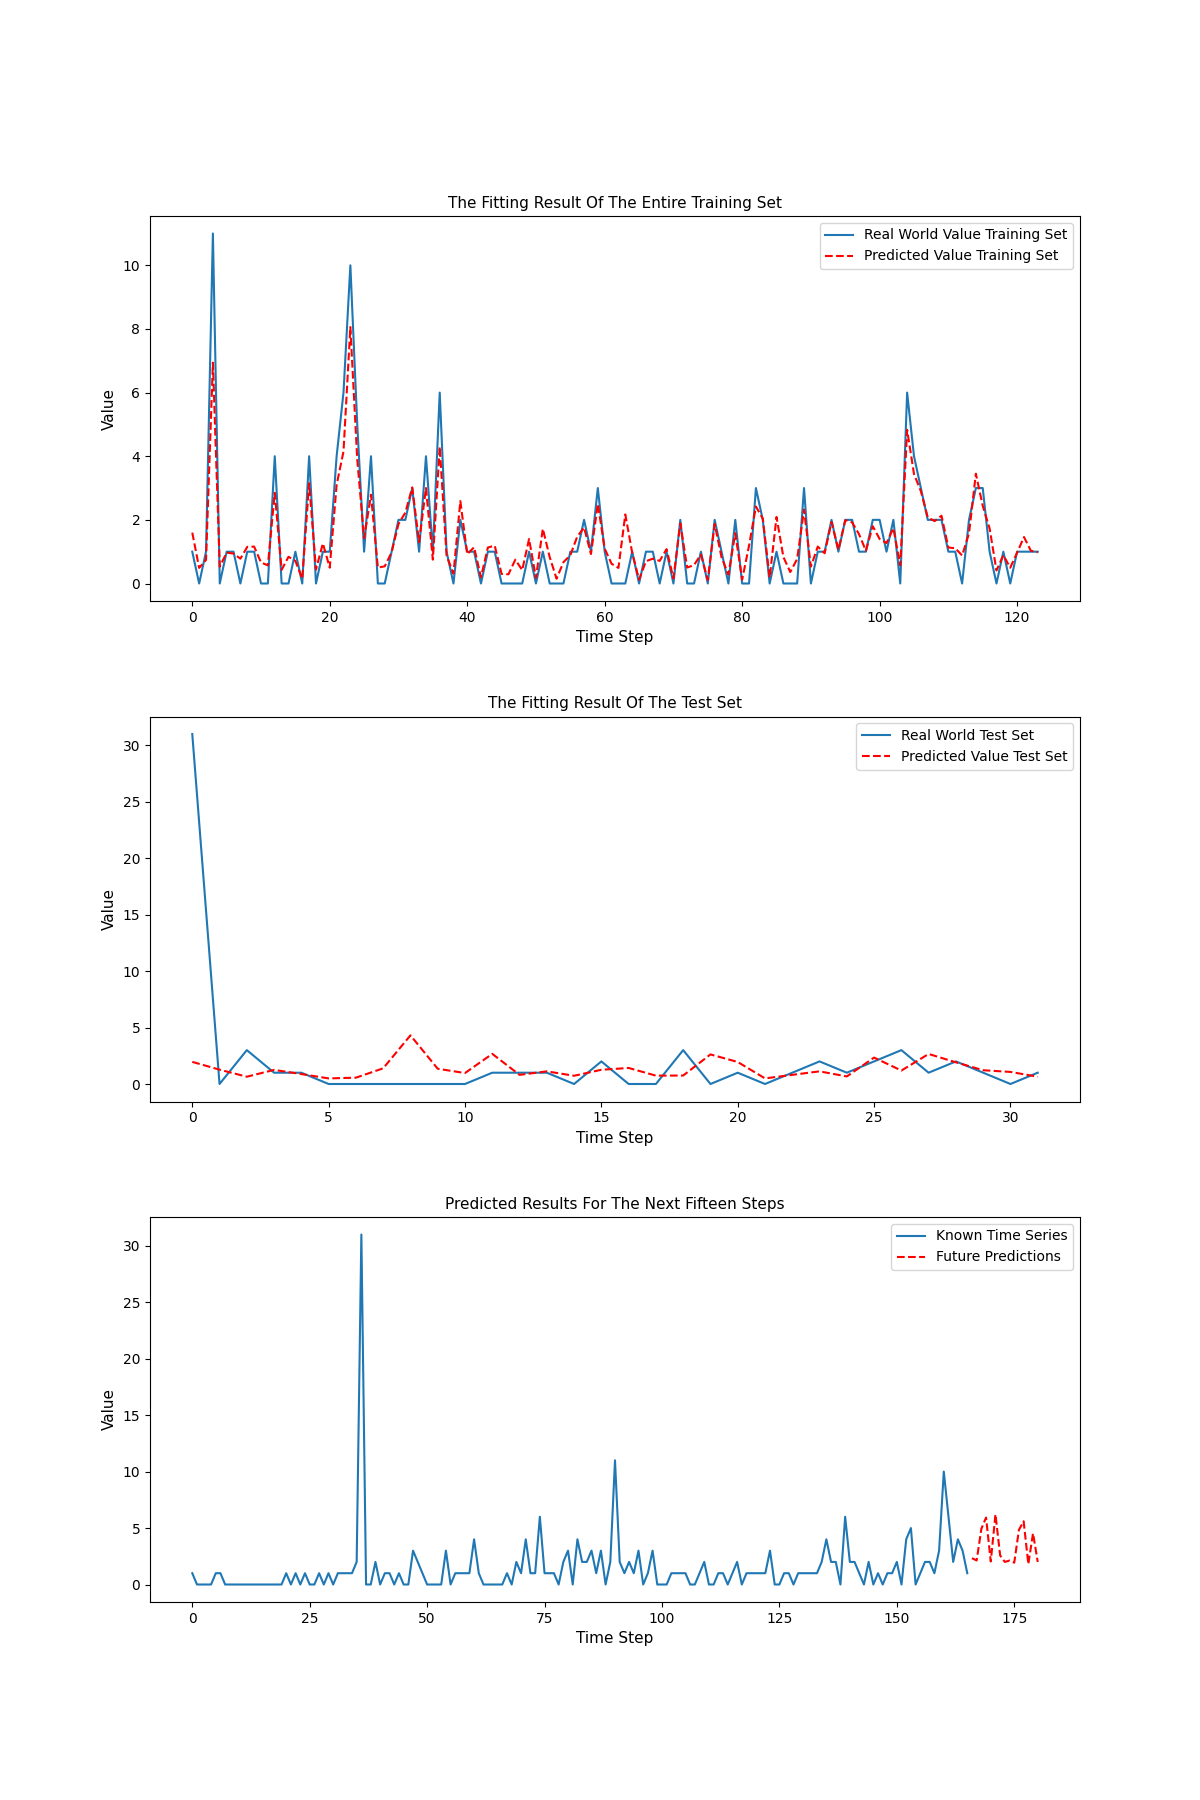 The Fitting Result Of The Entire Training Set
Real World Value Training Set
Predicted Value Training Set
10
8
6
4
2
0
Value
0 20 40 60 80 100 120
Time Step
The Fitting Result Of The Test Set
Real World Test Set
Predicted Value Test Set
30
25
20
15
10
5
0
Value
0 5 10 15 20 25 30
Time Step
Predicted Results For The Next Fifteen Steps
Known Time Series
Future Predictions
30
25
20
15
10
5
0
Value
0 25 50 75 100 125 150 175
Time Step